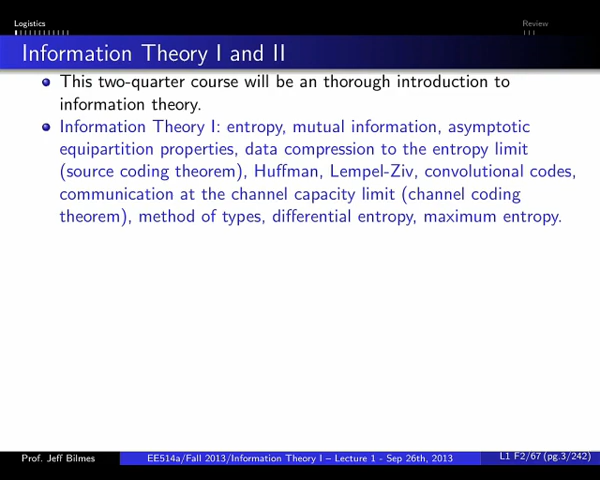 Logistics
Review
Information Theory I and II
This two-quarter course will be an thorough introduction to
information theory.
Information Theory I: entropy, mutual information, asymptotic
equipartition properties, data compression to the entropy limit
(source coding theorem), Huffman, Lempel-Ziv, convolutional codes,
communication at the channel capacity limit (channel coding
theorem), method of types, differential entropy, maximum entropy.
Prof. Jeff Bilmes
EE514a/Fall 2013/Information Theory I – Lecture 1 - Sep 26th, 2013
L1 F2/67 (pg.3/242)